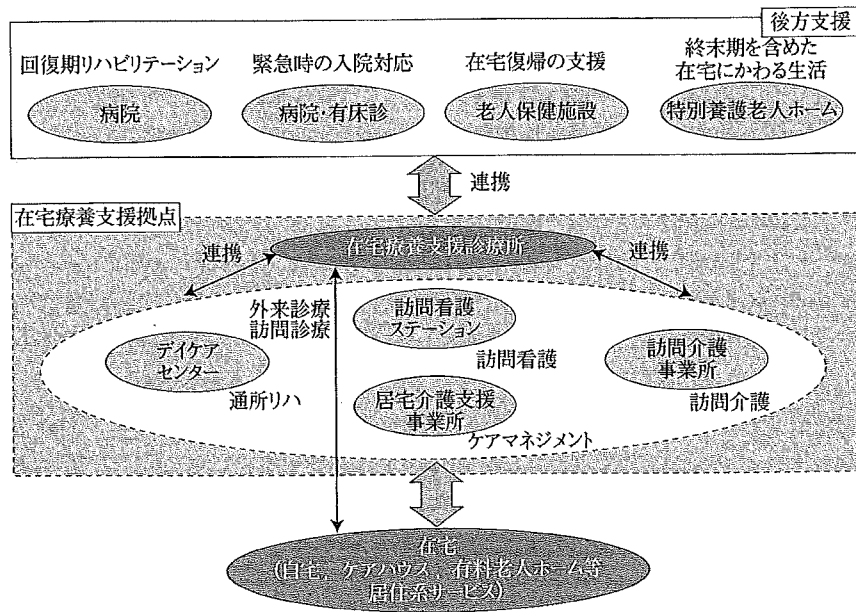 後方支援
回復期リハビリテーション
病院
緊急時の入院対応
病院・有床診
在宅復帰の支援
老人保健施設
終末期を含めた
在宅にかわる生活
特別養護老人ホーム
連携
在宅療養支援拠点
在宅療養支援診療所
連携
連携
外来診療
訪問診療
訪問看護
ステーション
訪問看護
デイケア
センター
通所リハ
居宅介護支援
事業所
ケアマネジメント
訪問介護
事業所
訪問介護
在宅
(自宅、ケアハウス、有料老人ホーム等
居住系サービス)